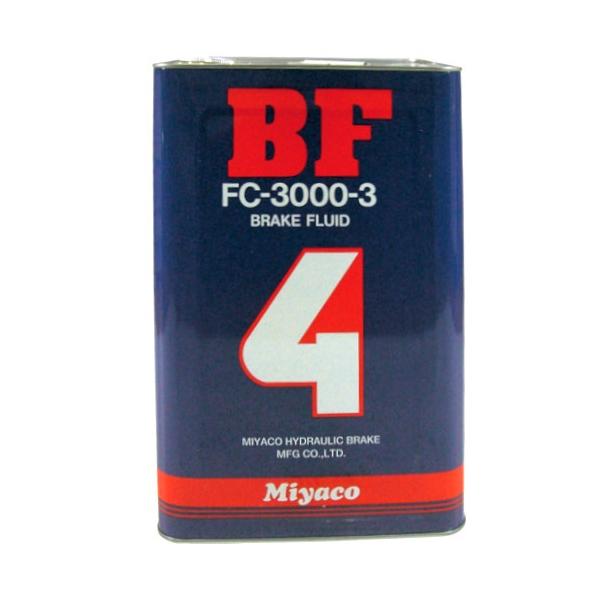 BF
FC-3000-3
BRAKE FLUID
4
MIYACO HYDRAULIC BRAKE
MFG CO.,LTD.
Miyaco